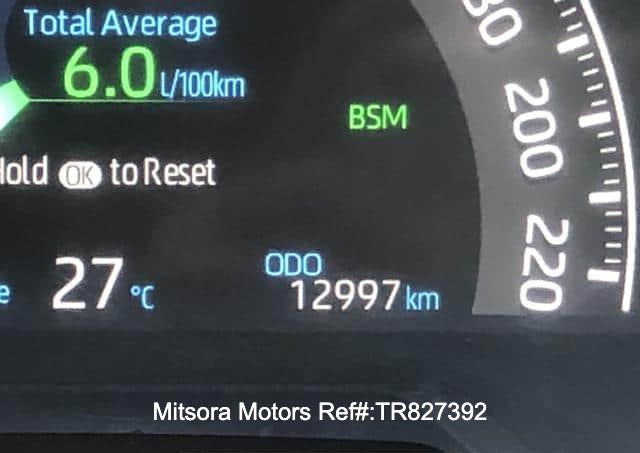 Total Average
6.0 L/100km
BSM
Hold OK to Reset
200
220
27 °C
ODO
12997 km
Mitsora Motors Ref#:TR827392